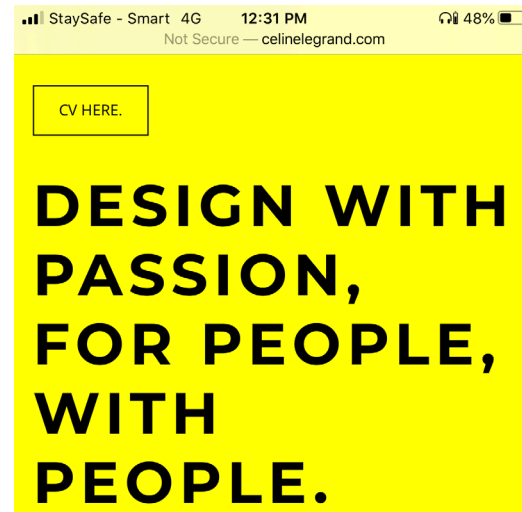 StaySafe - Smart 4G 12:31 PM 48%
Not Secure — celinelegrand.com
CV HERE.
DESIGN WITH
PASSION,
FOR PEOPLE,
WITH
PEOPLE.